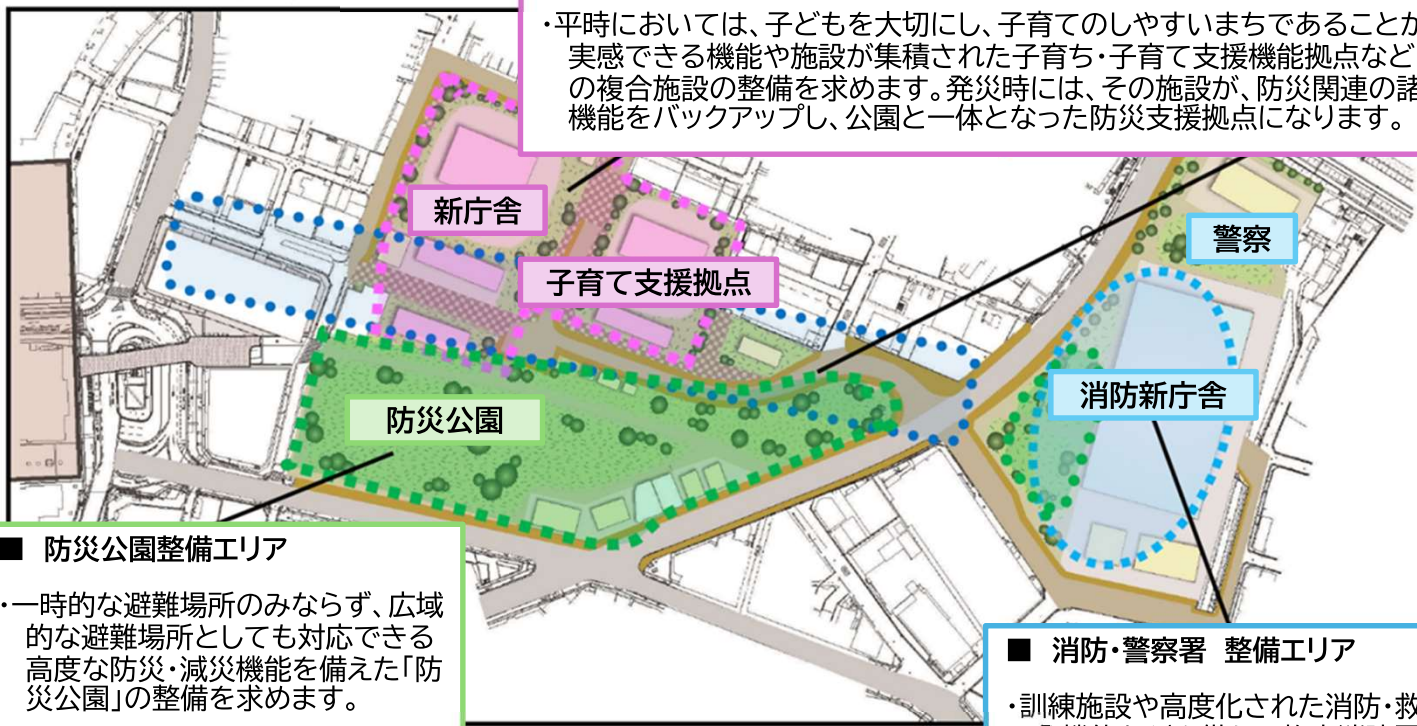 ・平時においては、子どもを大切にし、子育てのしやすいまちであることが
実感できる機能や施設が集積された子育ち・子育て支援機能拠点など
の複合施設の整備を求めます。発災時には、その施設が、防災関連の諸
機能をバックアップし、公園と一体となった防災支援拠点になります。
新庁舎
警察
子育て支援拠点
消防新庁舎
防災公園
■ 防災公園整備エリア
・一時的な避難場所のみならず、広域
的な避難場所としても対応できる
高度な防災・減災機能を備えた「防
災公園」の整備を求めます。
■ 消防・警察署 整備エリア
・訓練施設や高度化された消防・救